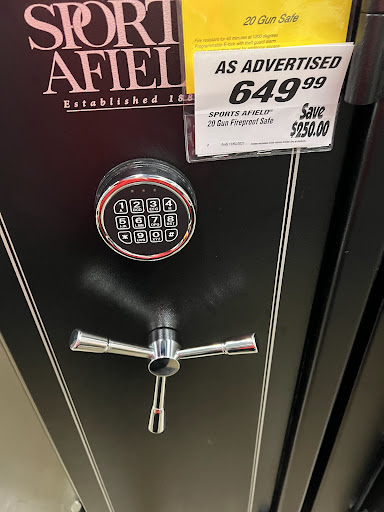 SPORTS
AFIELD
Established 188
20 Gun Safe
AS ADVERTISED
649.99
SPORTS AFIELD
20 Gun Fireproof Safe
Save
$250.00
1 2 3 4
5 6 7 8
* 9 0 #